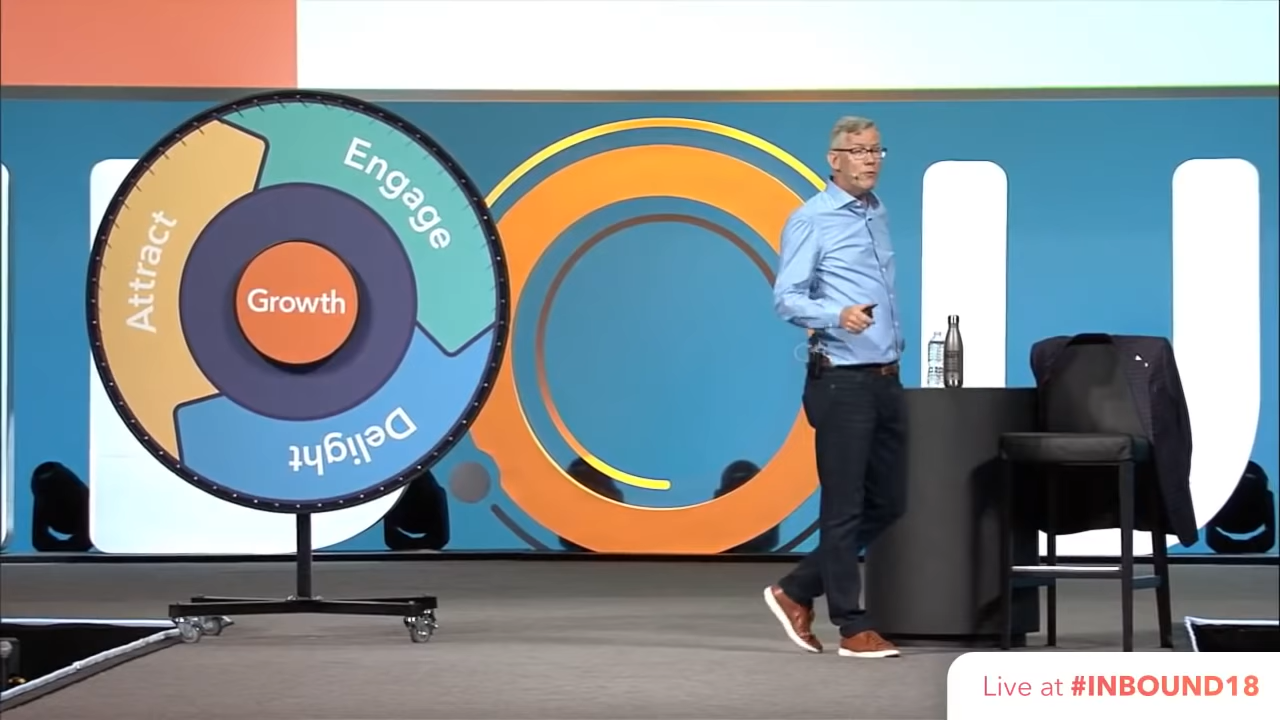 Engage
Attract
Growth
Delight
Live at #INBOUND18